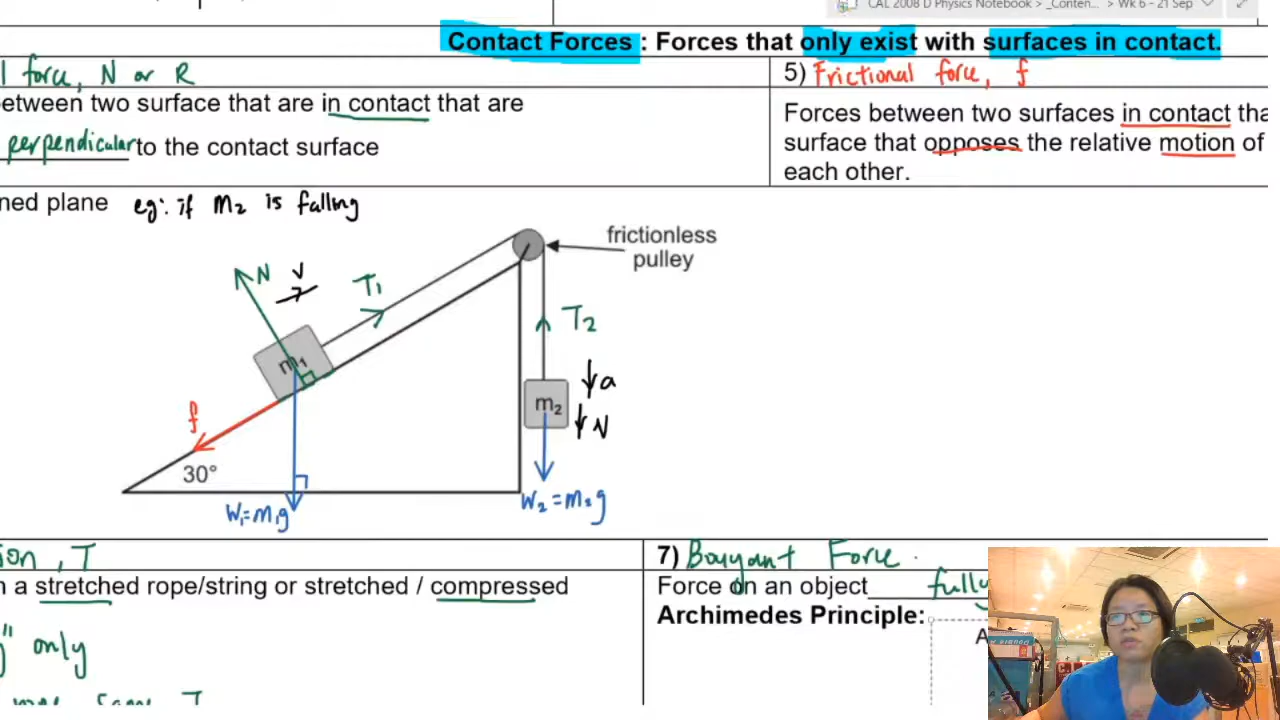 CAL 2008 D Physics Notebook > _Conten... > Wk 6 - 21 Sep
Contact Forces : Forces that only exist with surfaces in contact.
l force, N or R
etween two surface that are in contact that are
perpendicular to the contact surface
5) Frictional force, f
Forces between two surfaces in contact tha
surface that opposes the relative motion of
each other.
ned plane eg: if m2 is falling
frictionless
pulley
N
v
T1
T2
m1
a
m2
v
f
30°
W1=m1g
W2=m2g
ion, T
n a stretched rope/string or stretched / compressed
y" only
same T
7) Bouyant Force.
Force on an object fully
Archimedes Principle:
A